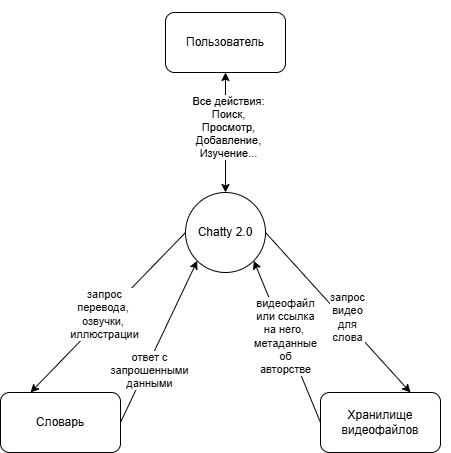 Пользователь
Все действия:
Поиск,
Просмотр,
Добавление,
Изучение...
Chatty 2.0
запрос
перевода,
озвучки,
иллюстрации
ответ с
запрошенными
данными
видеофайл
или ссылка
на него,
метаданные
об
авторстве
запрос
видео
для
слова
Словарь
Хранилище
видеофайлов